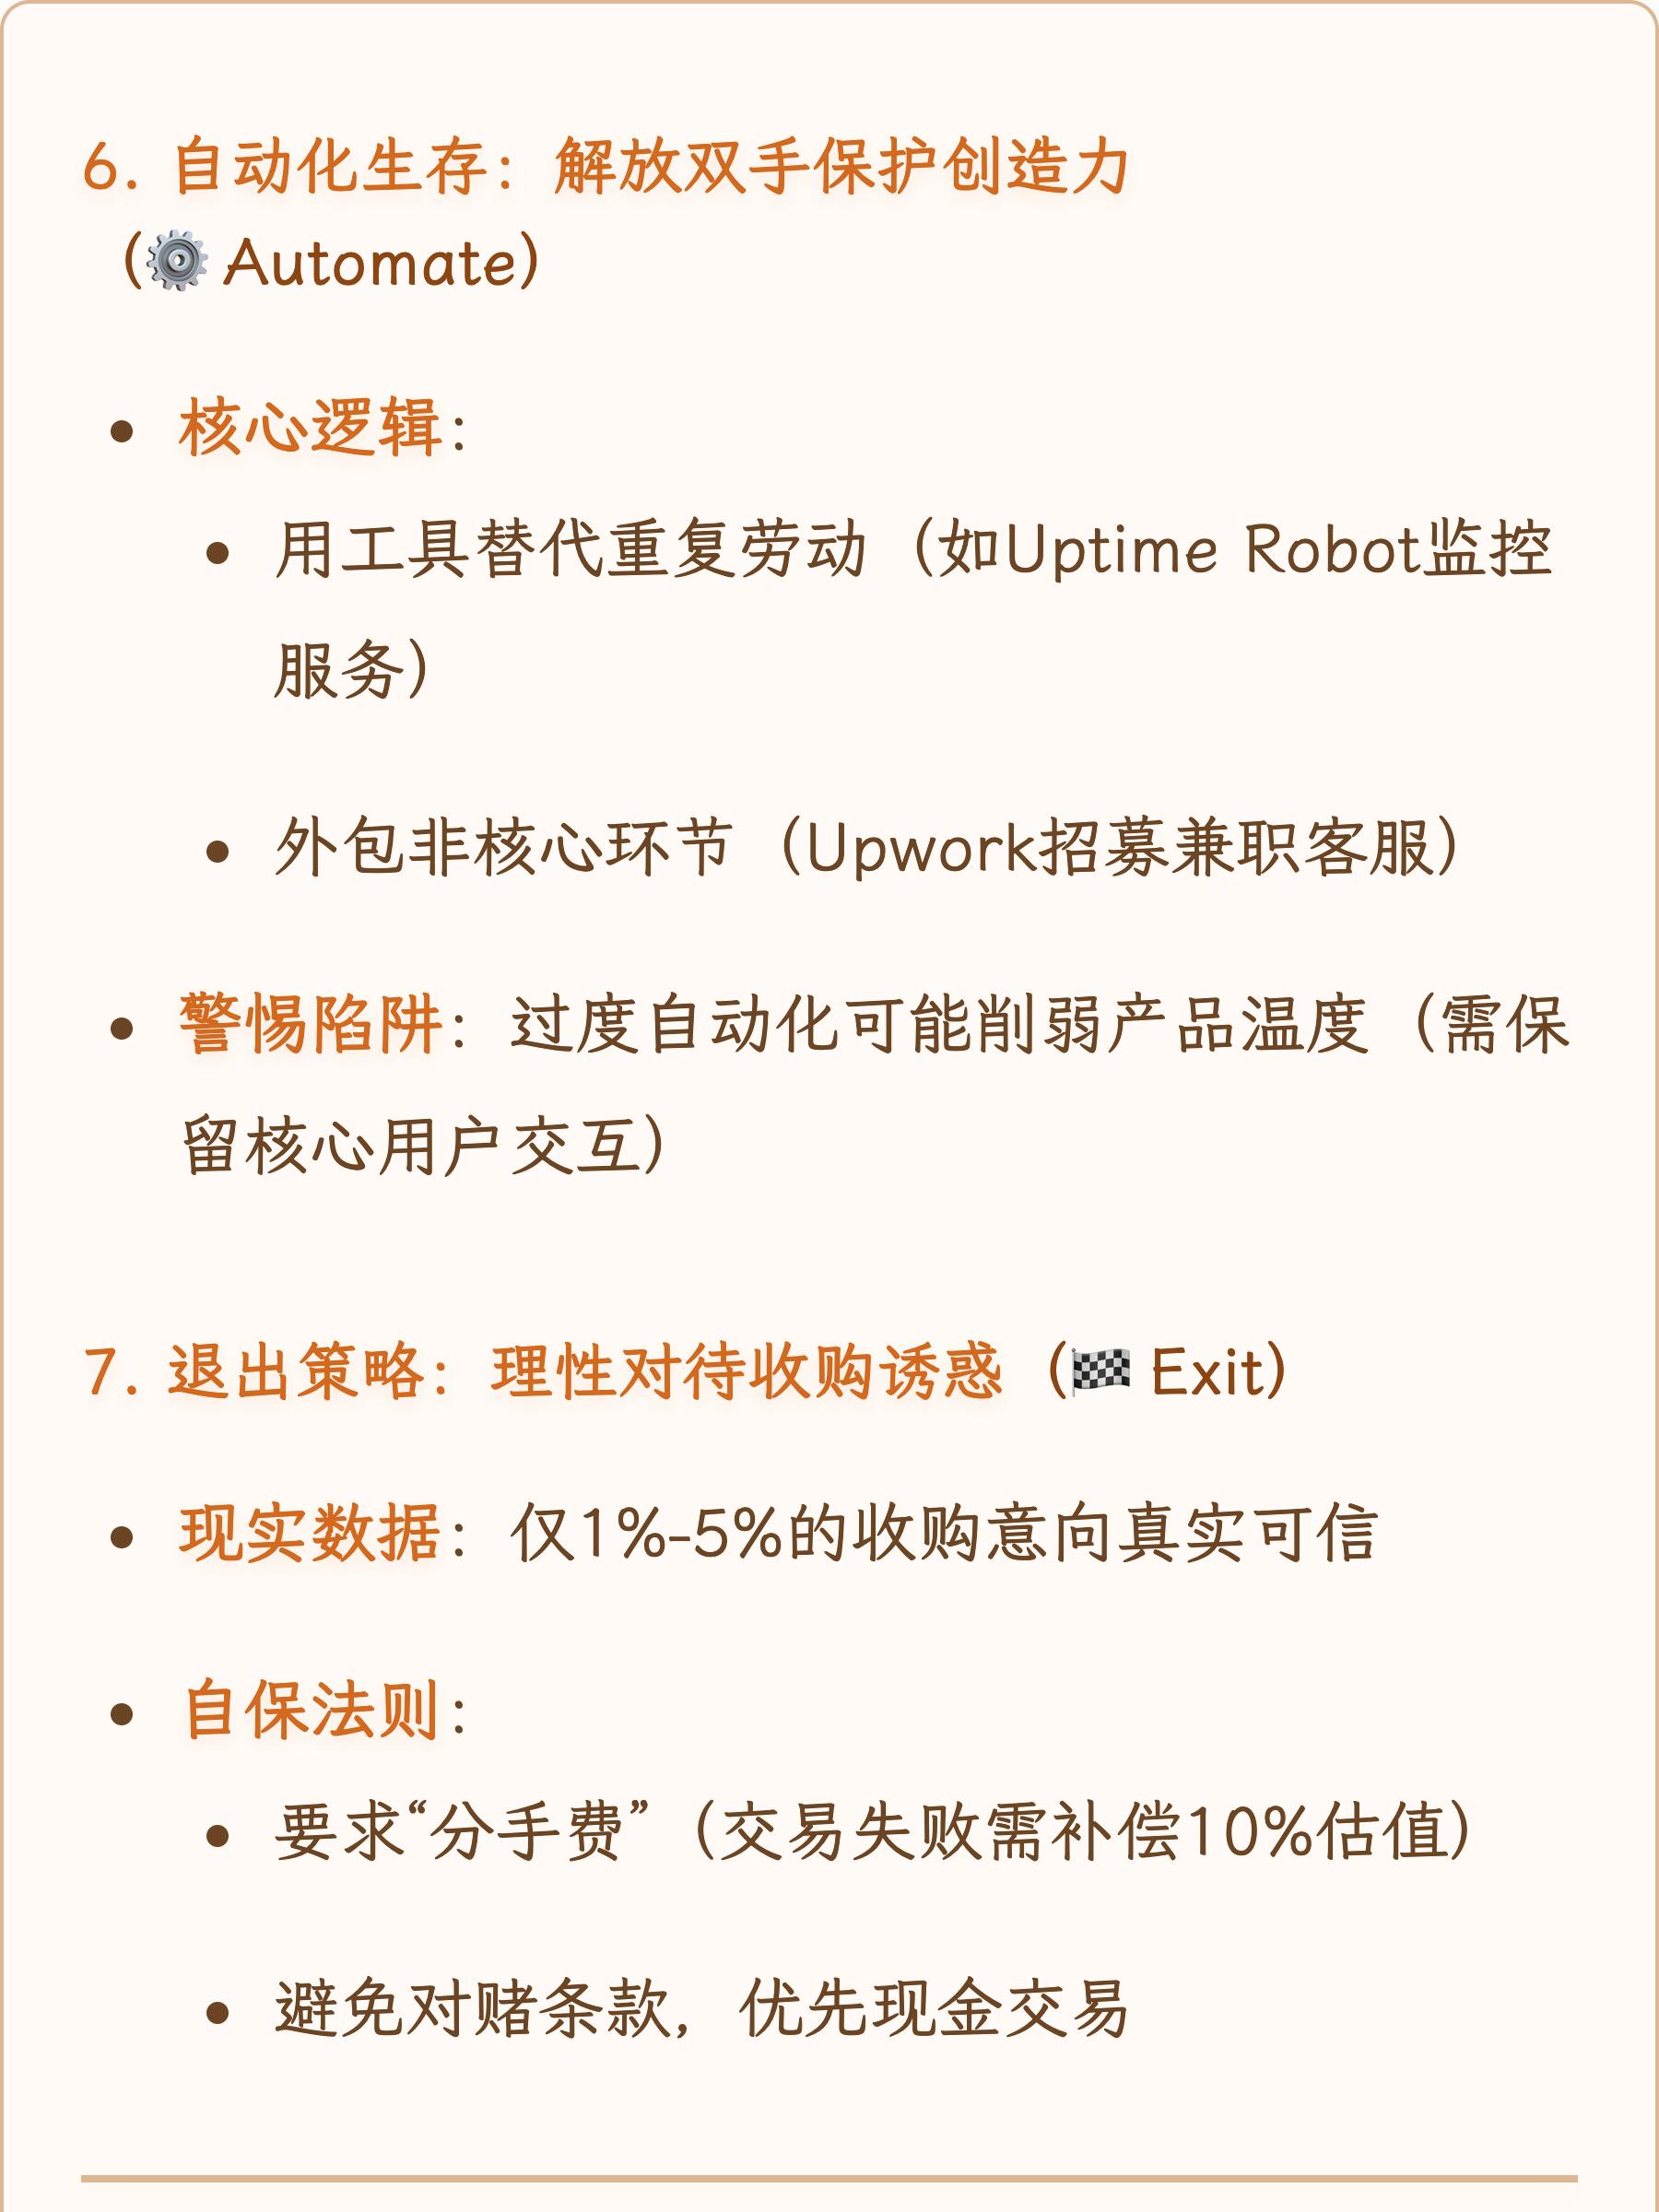 6. 自动化生存：解放双手保护创造力
（⚙️ Automate）
• 核心逻辑：
• 用工具替代重复劳动（如Uptime Robot监控
服务）
• 外包非核心环节（Upwork招募兼职客服）
• 警惕陷阱：过度自动化可能削弱产品温度（需保
留核心用户交互）
7. 退出策略：理性对待收购诱惑（🏁 Exit）
• 现实数据：仅1%-5%的收购意向真实可信
• 自保法则：
• 要求“分手费”（交易失败需补偿10%估值）
• 避免对赌条款，优先现金交易